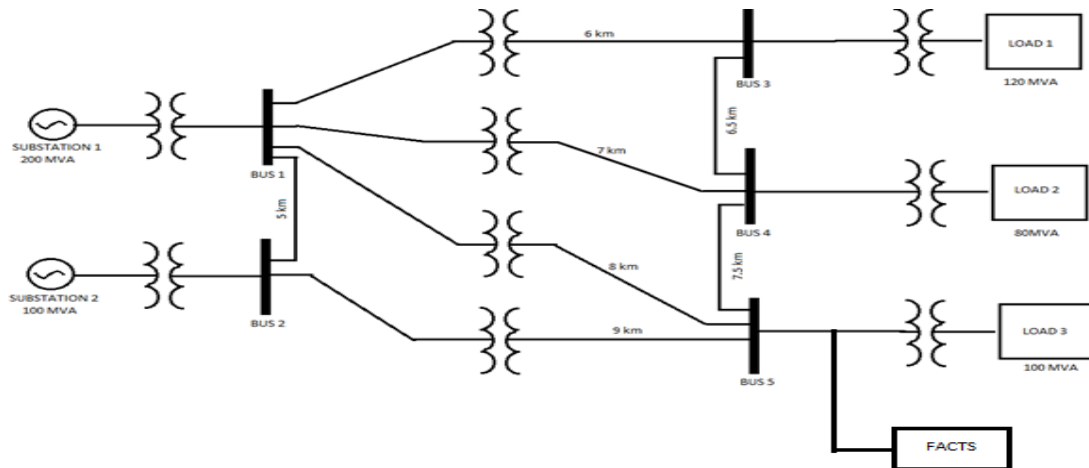 6 km
LOAD 1
BUS 3
120 MVA
SUBSTATION 1
200 MVA
BUS 1
6.5 km
7 km
LOAD 2
BUS 4
80MVA
5 km
SUBSTATION 2
100 MVA
BUS 2
8 km
7.5 km
9 km
LOAD 3
BUS 5
100 MVA
FACTS